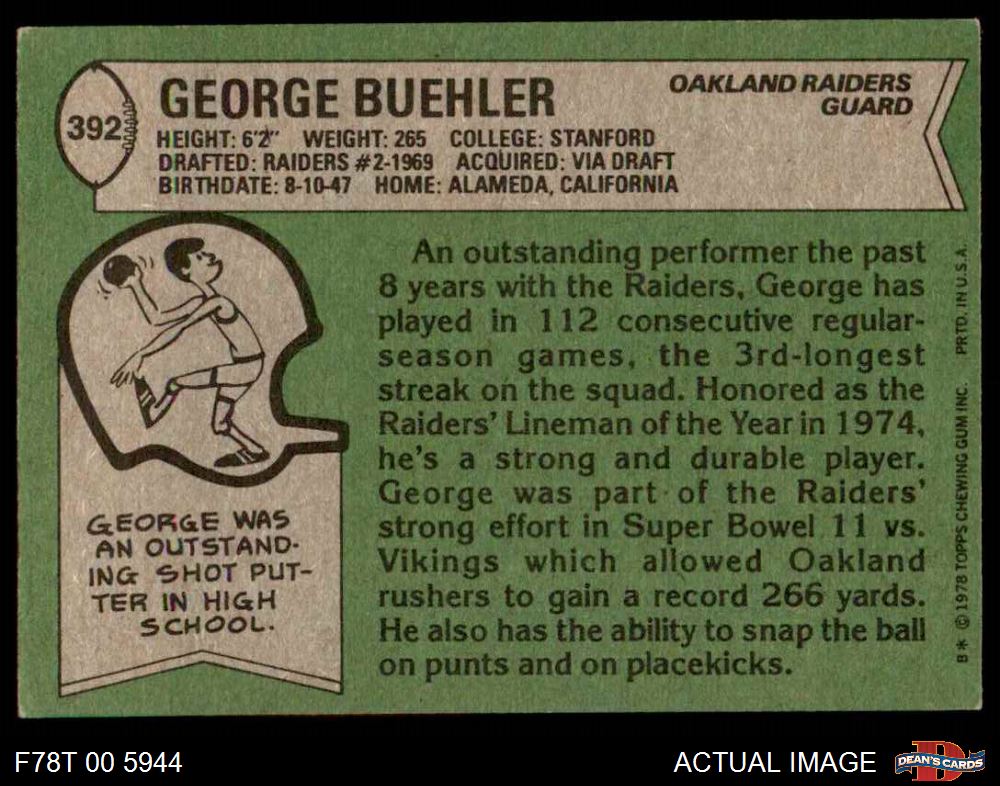 392
GEORGE BUEHLER
OAKLAND RAIDERS
GUARD
HEIGHT: 6'2" WEIGHT: 265 COLLEGE: STANFORD
DRAFTED: RAIDERS #2-1969 ACQUIRED: VIA DRAFT
BIRTHDATE: 8-10-47 HOME: ALAMEDA, CALIFORNIA
GEORGE WAS
AN OUTSTAND-
ING SHOT PUT-
TER IN HIGH
SCHOOL.
An outstanding performer the past
8 years with the Raiders, George has
played in 112 consecutive regular-
season games, the 3rd-longest
streak on the squad. Honored as the
Raiders' Lineman of the Year in 1974,
he's a strong and durable player.
George was part of the Raiders'
strong effort in Super Bowel 11 vs.
Vikings which allowed Oakland
rushers to gain a record 266 yards.
He also has the ability to snap the ball
on punts and on placekicks.
B* © 1978 TOPPS CHEWING GUM INC. PRTD. IN U.S.A.
F78T 00 5944
ACTUAL IMAGE
D
DEAN'S CARDS